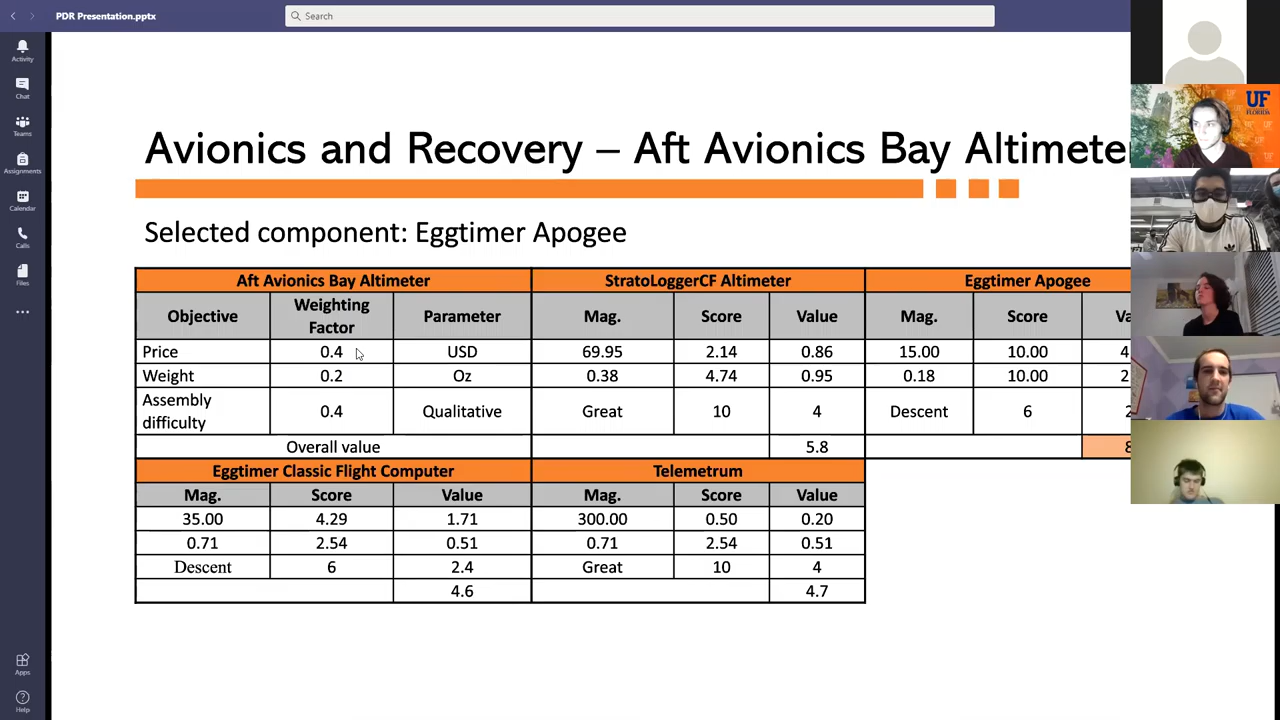 PDR Presentation.pptx
Search
Activity
Chat
Teams
Assignments
Calendar
Calls
Files
Apps
Help
Avionics and Recovery – Aft Avionics Bay Altimete
Selected component: Eggtimer Apogee
Aft Avionics Bay Altimeter StratoLoggerCF Altimeter Eggtimer Apogee
Objective Weighting Factor Parameter Mag. Score Value Mag. Score Va
Price 0.4 USD 69.95 2.14 0.86 15.00 10.00 4
Weight 0.2 Oz 0.38 4.74 0.95 0.18 10.00 2
Assembly difficulty 0.4 Qualitative Great 10 4 Descent 6 2
Overall value 5.8 8
Eggtimer Classic Flight Computer Telemetrum
Mag. Score Value Mag. Score Value
35.00 4.29 1.71 300.00 0.50 0.20
0.71 2.54 0.51 0.71 2.54 0.51
Descent 6 2.4 Great 10 4
4.6 4.7
UF
FLORIDA